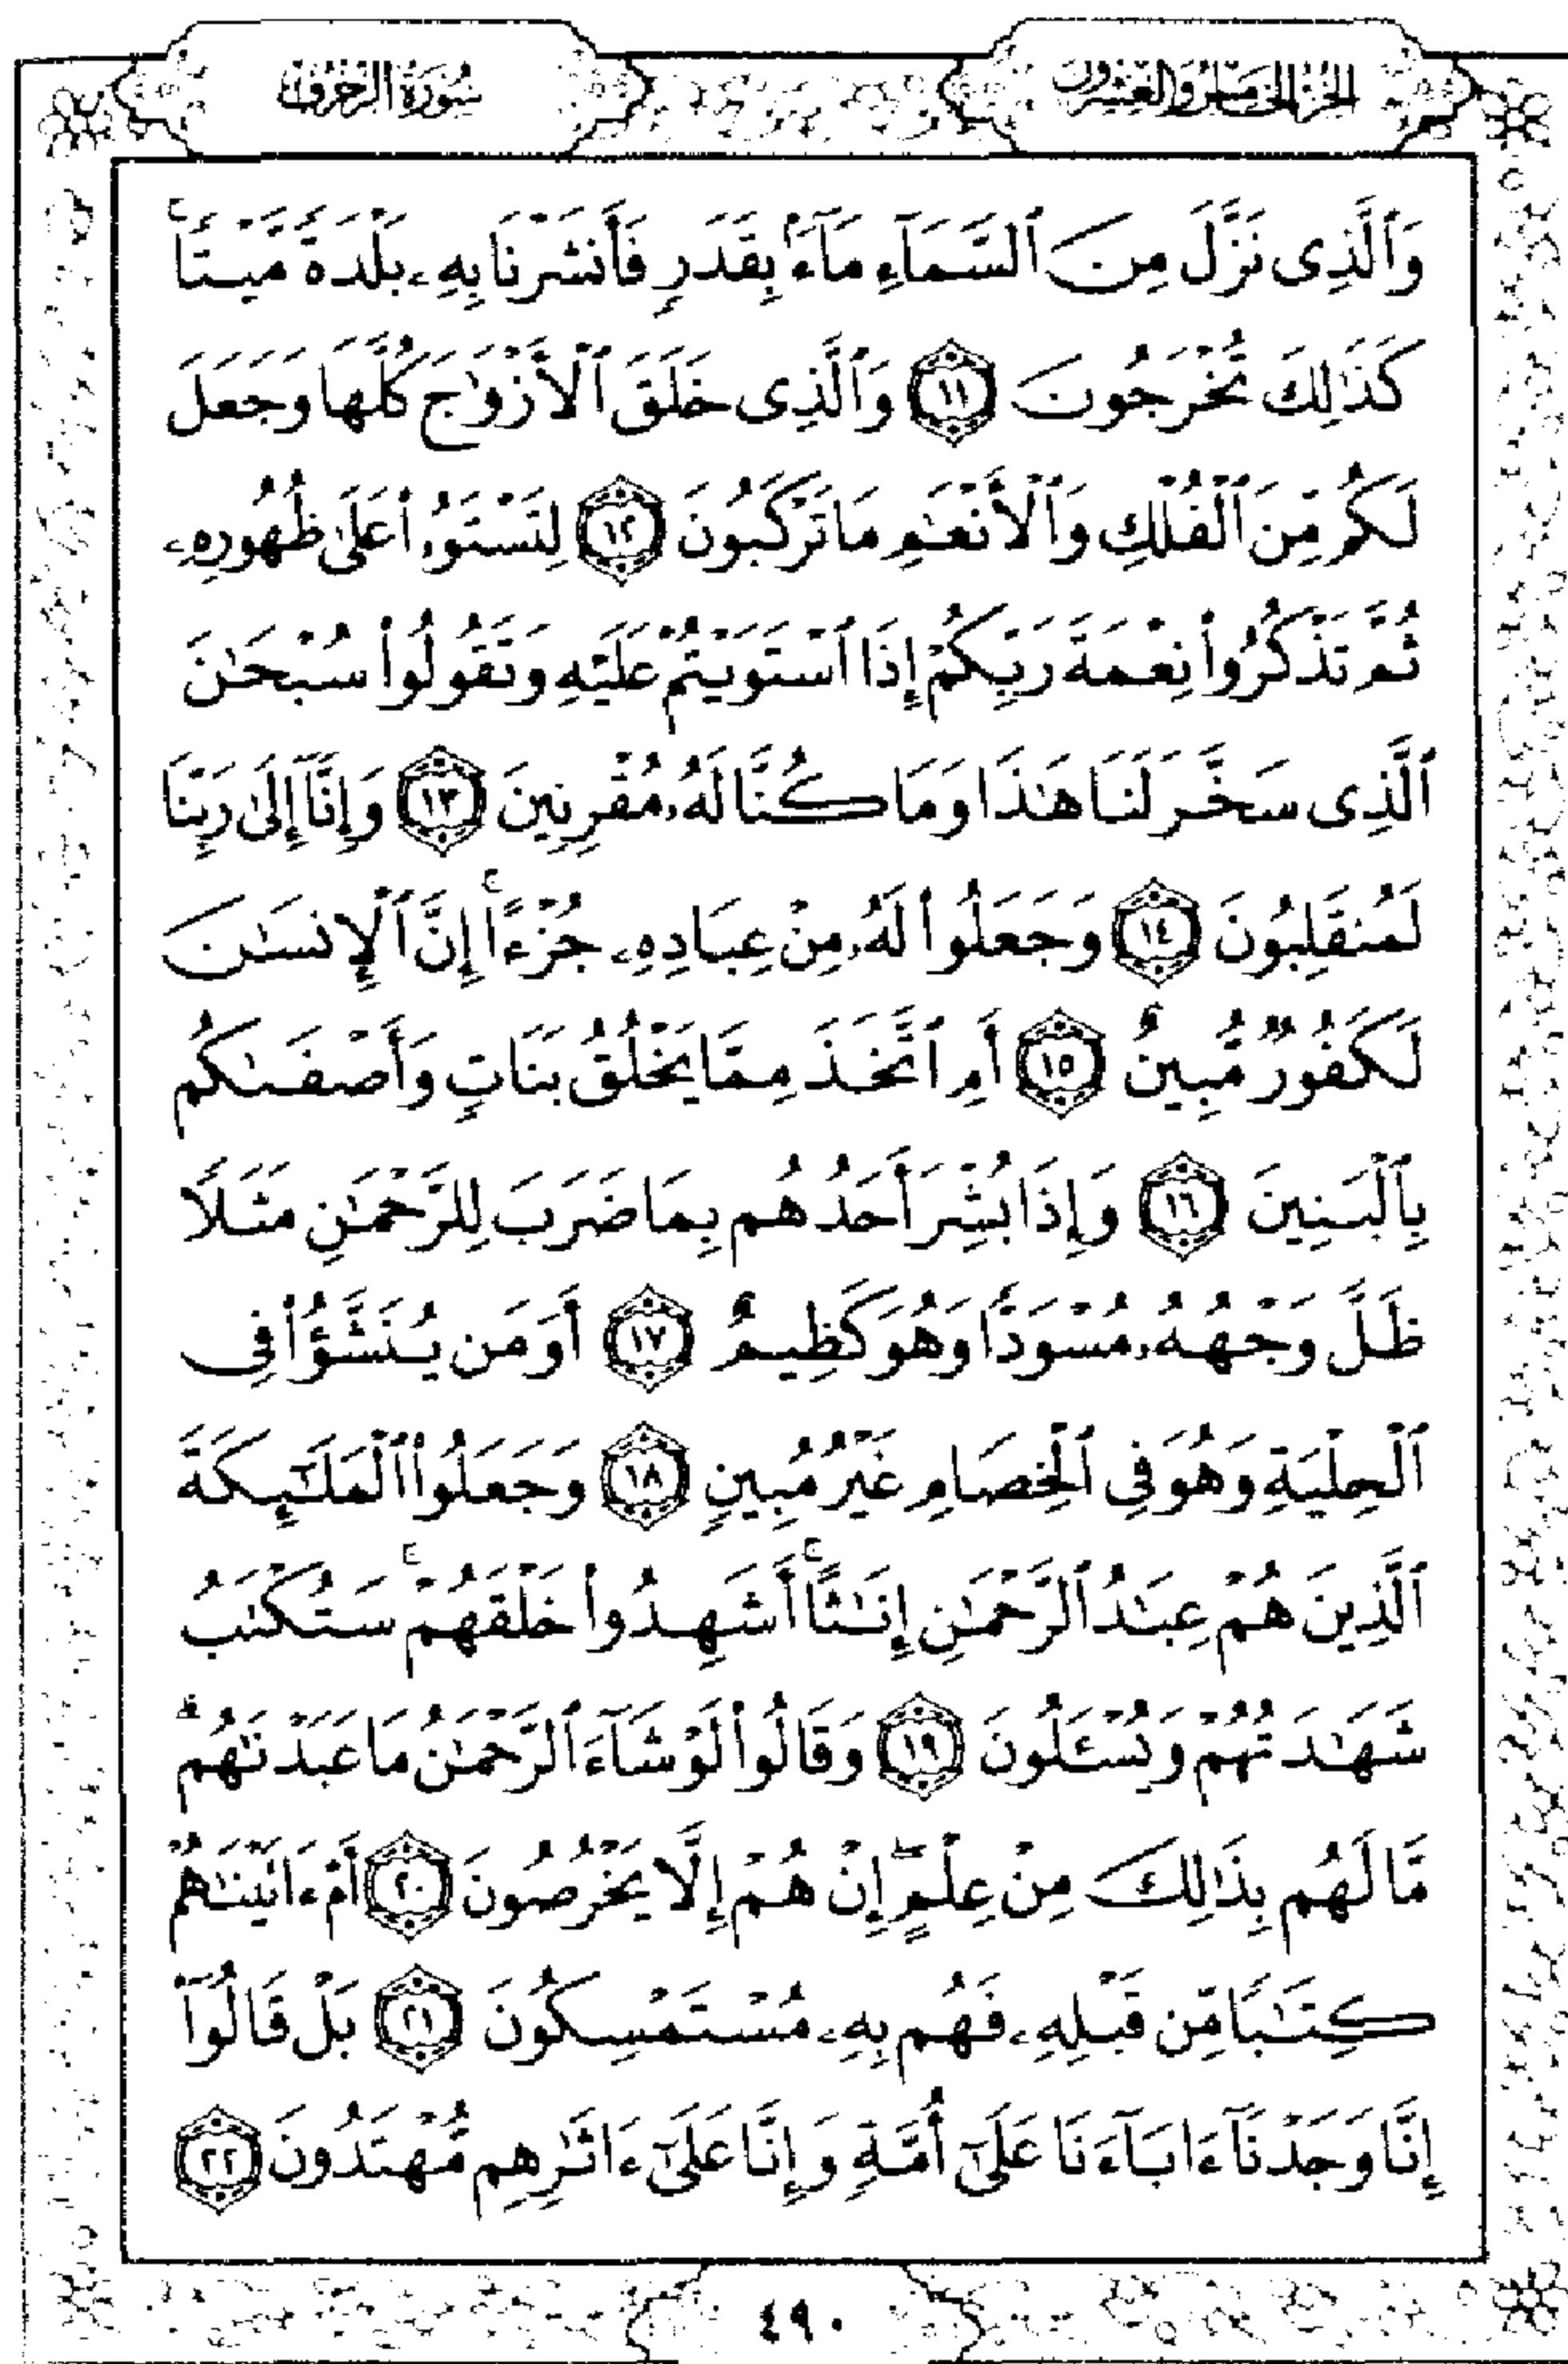 الجزء الخامس والعشرون
سورة الزخرف
وَٱلَّذِى نَزَّلَ مِنَ ٱلسَّمَآءِ مَآءًۢ بِقَدَرٍ فَأَنشَرْنَا بِهِۦ بَلْدَةً مَّيْتًا ۚ
كَذَٰلِكَ تُخْرَجُونَ ١١ وَٱلَّذِى خَلَقَ ٱلْأَزْوَٰجَ كُلَّهَا وَجَعَلَ
لَكُم مِّنَ ٱلْفُلْكِ وَٱلْأَنْعَٰمِ مَا تَرْكَبُونَ ١٢ لِتَسْتَوُۥا۟ عَلَىٰ ظُهُورِهِۦ
ثُمَّ تَذْكُرُوا۟ نِعْمَةَ رَبِّكُمْ إِذَا ٱسْتَوَيْتُمْ عَلَيْهِ وَتَقُولُوا۟ سُبْحَٰنَ
ٱلَّذِى سَخَّرَ لَنَا هَٰذَا وَمَا كُنَّا لَهُۥ مُقْرِنِينَ ١٣ وَإِنَّآ إِلَىٰ رَبِّنَا
لَمُنقَلِبُونَ ١٤ وَجَعَلُوا۟ لَهُۥ مِنْ عِبَادِهِۦ جُزْءًا ۚ إِنَّ ٱلْإِنسَٰنَ
لَكَفُورٌ مُّبِينٌ ١٥ أَمِ ٱتَّخَذَ مِمَّا يَخْلُقُ بَنَاتٍ وَأَصْفَىٰكُم
بِٱلْبَنِينَ ١٦ وَإِذَا بُشِّرَ أَحَدُهُم بِمَا ضَرَبَ لِلرَّحْمَٰنِ مَثَلًا
ظَلَّ وَجْهُهُۥ مُسْوَدًّا وَهُوَ كَظِيمٌ ١٧ أَوَمَن يُنَشَّؤُا۟ فِى
ٱلْحِلْيَةِ وَهُوَ فِى ٱلْخِصَامِ غَيْرُ مُبِينٍ ١٨ وَجَعَلُوا۟ ٱلْمَلَٰٓئِكَةَ
ٱلَّذِينَ هُمْ عِبَٰدُ ٱلرَّحْمَٰنِ إِنَٰثًا ۚ أَشَهِدُوا۟ خَلْقَهُمْ ۚ سَتُكْتَبُ
شَهَٰدَتُهُمْ وَيُسْـَٔلُونَ ١٩ وَقَالُوا۟ لَوْ شَآءَ ٱلرَّحْمَٰنُ مَا عَبَدْنَٰهُم ۗ
مَّا لَهُم بِذَٰلِكَ مِنْ عِلْمٍ ۖ إِنْ هُمْ إِلَّا يَخْرُصُونَ ٢٠ أَمْ ءَاتَيْنَٰهُمْ
كِتَٰبًا مِّن قَبْلِهِۦ فَهُم بِهِۦ مُسْتَمْسِكُونَ ٢١ بَلْ قَالُوٓا۟
إِنَّا وَجَدْنَآ ءَابَآءَنَا عَلَىٰٓ أُمَّةٍ وَإِنَّا عَلَىٰٓ ءَاثَٰرِهِم مُّهْتَدُونَ ٢٢
٤٩٠